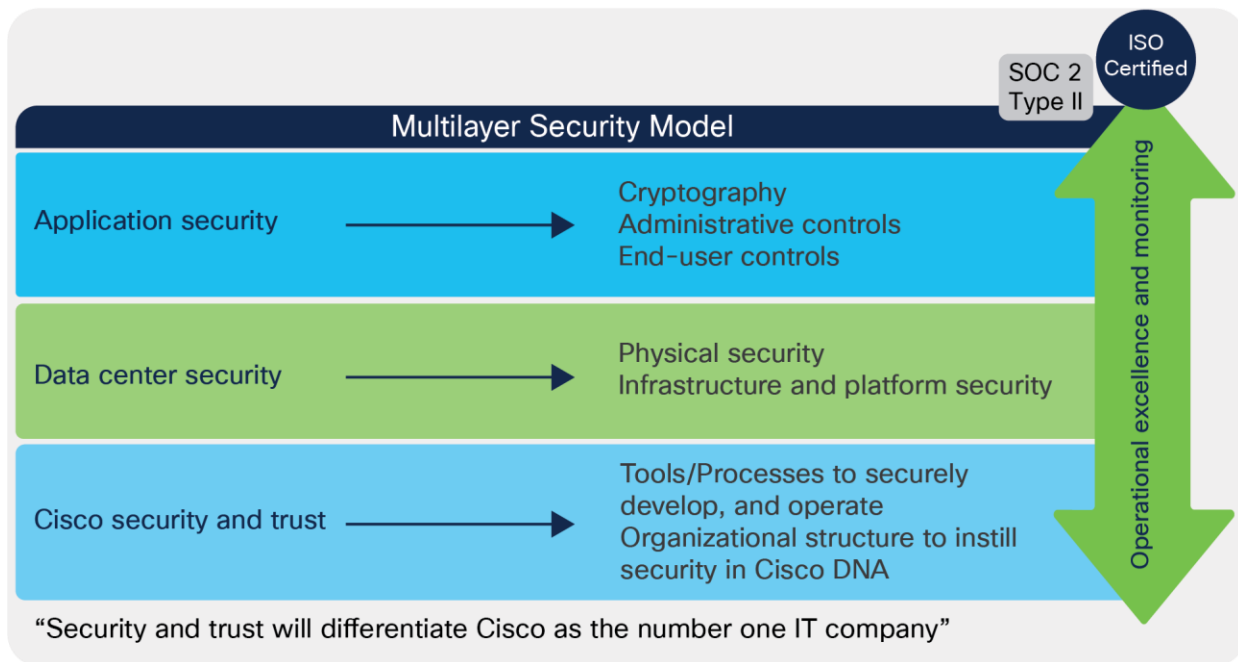 ISO
Certified
SOC 2
Type II
Multilayer Security Model
Application security
Cryptography
Administrative controls
End-user controls
Data center security
Physical security
Infrastructure and platform security
Cisco security and trust
Tools/Processes to securely
develop, and operate
Organizational structure to instill
security in Cisco DNA
Operational excellence and monitoring
“Security and trust will differentiate Cisco as the number one IT company”